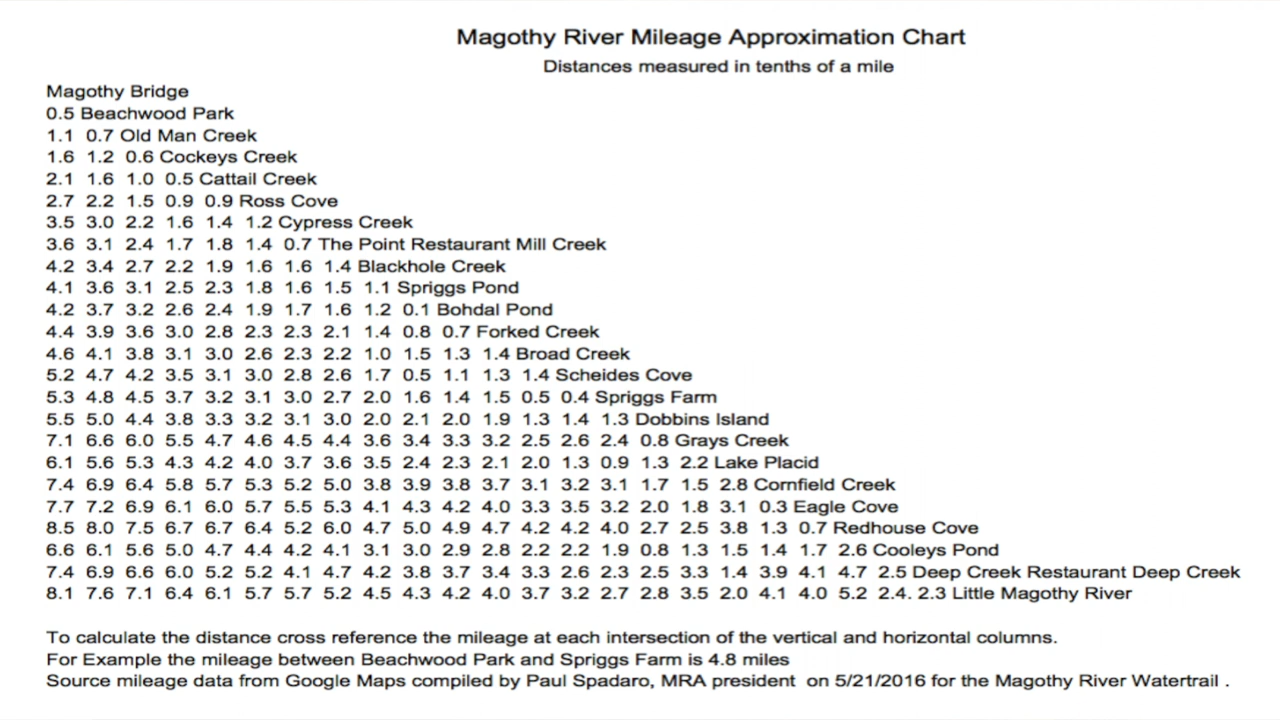 Magothy River Mileage Approximation Chart
Distances measured in tenths of a mile
Magothy Bridge
0.5 Beachwood Park
1.1 0.7 Old Man Creek
1.6 1.2 0.6 Cockeys Creek
2.1 1.6 1.0 0.5 Cattail Creek
2.7 2.2 1.5 0.9 0.9 Ross Cove
3.5 3.0 2.2 1.6 1.4 1.2 Cypress Creek
3.6 3.1 2.4 1.7 1.8 1.4 0.7 The Point Restaurant Mill Creek
4.2 3.4 2.7 2.2 1.9 1.6 1.6 1.4 Blackhole Creek
4.1 3.6 3.1 2.5 2.3 1.8 1.6 1.5 1.1 Spriggs Pond
4.2 3.7 3.2 2.6 2.4 1.9 1.7 1.6 1.2 0.1 Bohdal Pond
4.4 3.9 3.6 3.0 2.8 2.3 2.3 2.1 1.4 0.8 0.7 Forked Creek
4.6 4.1 3.8 3.1 3.0 2.6 2.3 2.2 1.0 1.5 1.3 1.4 Broad Creek
5.2 4.7 4.2 3.5 3.1 3.0 2.8 2.6 1.7 0.5 1.1 1.3 1.4 Scheides Cove
5.3 4.8 4.5 3.7 3.2 3.1 3.0 2.7 2.0 1.6 1.4 1.5 0.5 0.4 Spriggs Farm
5.5 5.0 4.4 3.8 3.3 3.2 3.1 3.0 2.0 2.1 2.0 1.9 1.3 1.4 1.3 Dobbins Island
7.1 6.6 6.0 5.5 4.7 4.6 4.5 4.4 3.6 3.4 3.3 3.2 2.5 2.6 2.4 0.8 Grays Creek
6.1 5.6 5.3 4.3 4.2 4.0 3.7 3.6 3.5 2.4 2.3 2.1 2.0 1.3 0.9 1.3 2.2 Lake Placid
7.4 6.9 6.4 5.8 5.7 5.3 5.2 5.0 3.8 3.9 3.8 3.7 3.1 3.2 3.1 1.7 1.5 2.8 Cornfield Creek
7.7 7.2 6.9 6.1 6.0 5.7 5.5 5.3 4.1 4.3 4.2 4.0 3.3 3.5 3.2 2.0 1.8 3.1 0.3 Eagle Cove
8.5 8.0 7.5 6.7 6.7 6.4 5.2 6.0 4.7 5.0 4.9 4.7 4.2 4.2 4.0 2.7 2.5 3.8 1.3 0.7 Redhouse Cove
6.6 6.1 5.6 5.0 4.7 4.4 4.2 4.1 3.1 3.0 2.9 2.8 2.2 2.2 1.9 0.8 1.3 1.5 1.4 1.7 2.6 Cooleys Pond
7.4 6.9 6.6 6.0 5.2 5.2 4.1 4.7 4.2 3.8 3.7 3.4 3.3 2.6 2.3 2.5 3.3 1.4 3.9 4.1 4.7 2.5 Deep Creek Restaurant Deep Creek
8.1 7.6 7.1 6.4 6.1 5.7 5.7 5.2 4.5 4.3 4.2 4.0 3.7 3.2 2.7 2.8 3.5 2.0 4.1 4.0 5.2 2.4. 2.3 Little Magothy River
To calculate the distance cross reference the mileage at each intersection of the vertical and horizontal columns.
For Example the mileage between Beachwood Park and Spriggs Farm is 4.8 miles
Source mileage data from Google Maps compiled by Paul Spadaro, MRA president on 5/21/2016 for the Magothy River Watertrail .